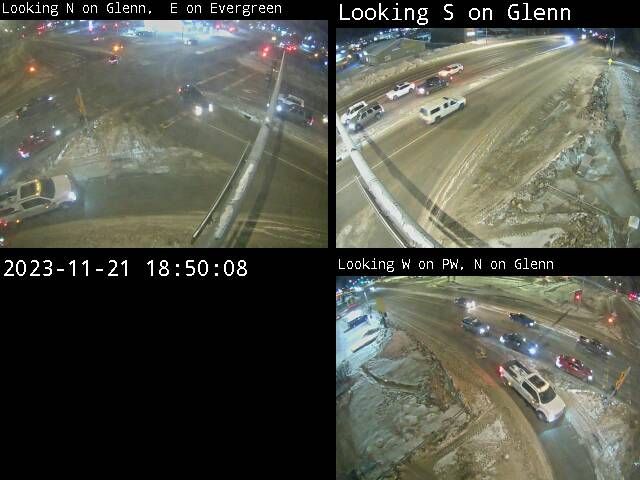 Looking N on Glenn,  E on Evergreen
Looking S on Glenn
2023-11-21 18:50:08
Looking W on PW, N on Glenn